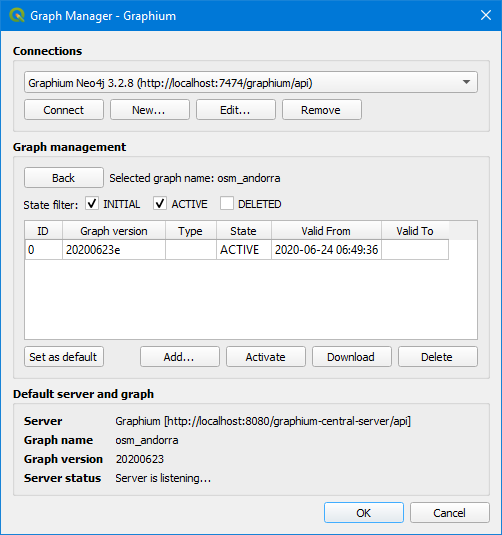 Graph Manager - Graphium
Connections
Graphium Neo4j 3.2.8 (http://localhost:7474/graphium/api)
Connect New... Edit... Remove
Graph management
Back Selected graph name: osm_andorra
State filter: INITIAL ACTIVE DELETED
ID Graph version Type State Valid From Valid To
0 20200623e ACTIVE 2020-06-24 06:49:36
Set as default Add... Activate Download Delete
Default server and graph
Server Graphium [http://localhost:8080/graphium-central-server/api]
Graph name osm_andorra
Graph version 20200623
Server status Server is listening...
OK Cancel